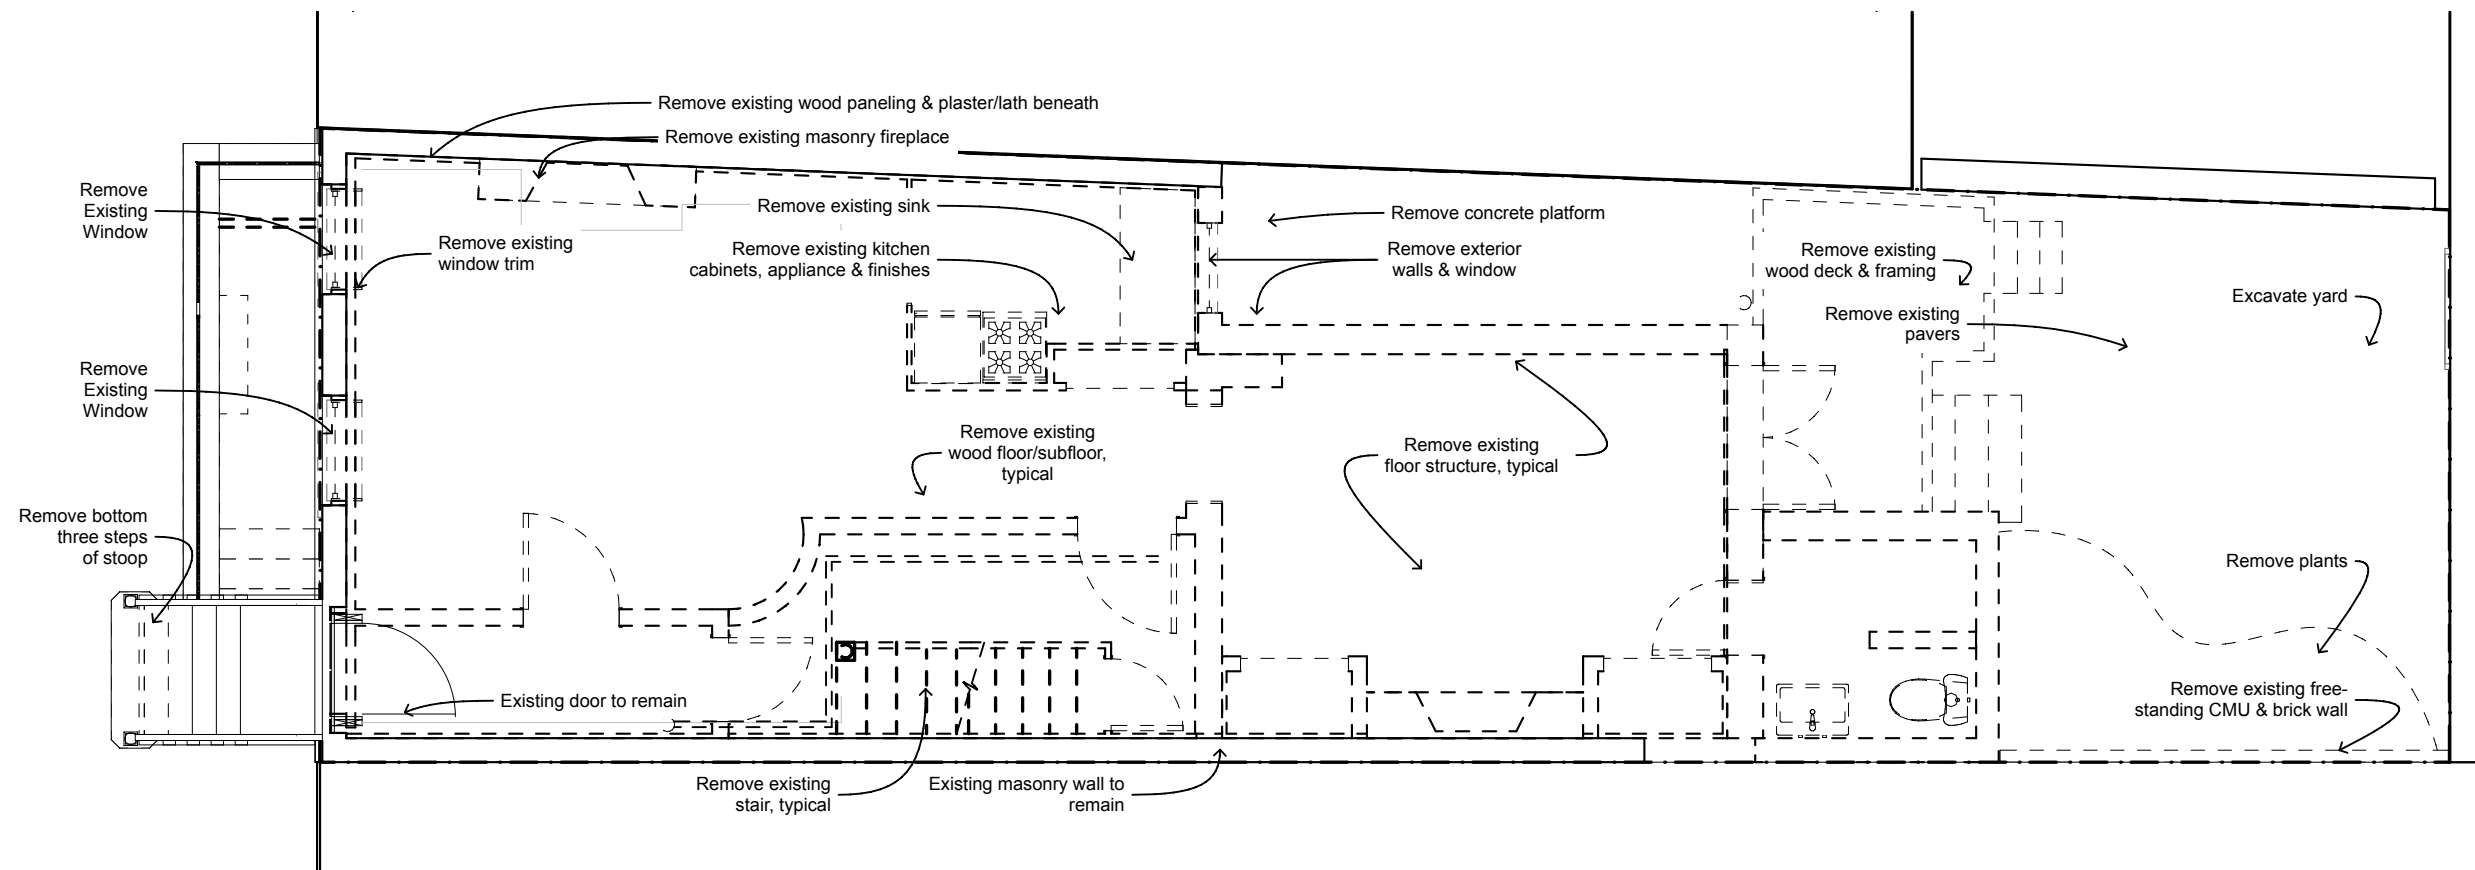 Remove existing wood paneling & plaster/lath beneath
Remove existing masonry fireplace
Remove
Existing
Window
Remove existing
window trim
Remove existing sink
Remove existing kitchen
cabinets, appliance & finishes
Remove concrete platform
Remove exterior
walls & window
Remove existing
wood deck & framing
Remove existing
pavers
Excavate yard
Remove
Existing
Window
Remove existing
wood floor/subfloor,
typical
Remove existing
floor structure, typical
Remove bottom
three steps
of stoop
Remove plants
Existing door to remain
Remove existing free-
standing CMU & brick wall
Remove existing
stair, typical
Existing masonry wall to
remain